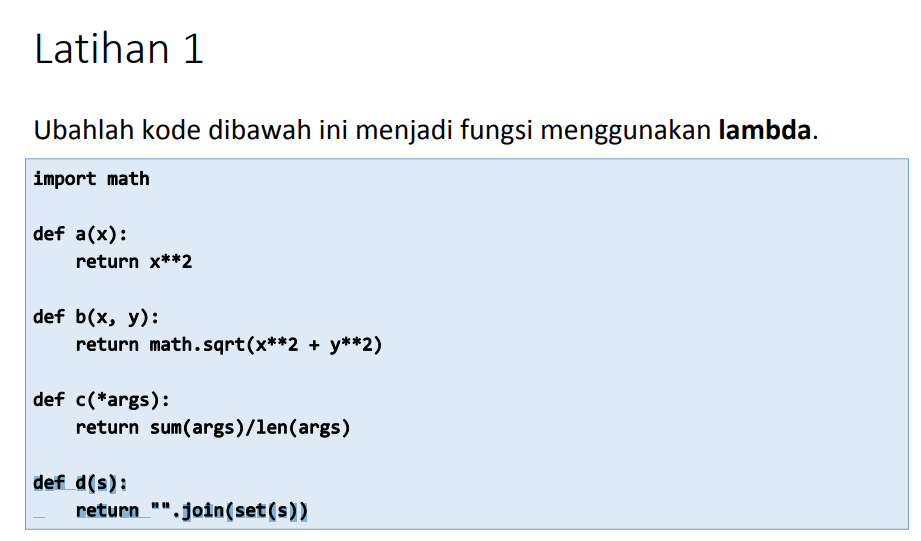 Latihan 1
Ubahlah kode dibawah ini menjadi fungsi menggunakan lambda.
import math
def a(x):
    return x**2
def b(x, y):
    return math.sqrt(x**2 + y**2)
def c(*args):
    return sum(args)/len(args)
def d(s):
    return "".join(set(s))